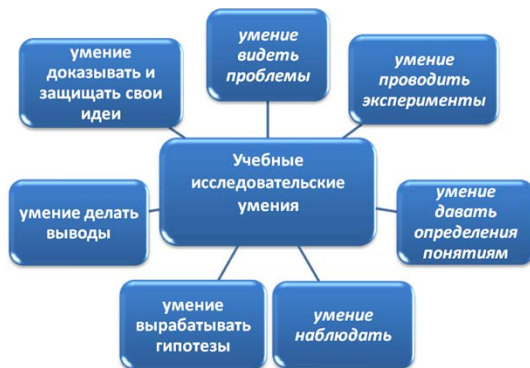 умение
видеть
проблемы
умение
доказывать и
защищать свои
идеи
умение
проводить
эксперименты
Учебные
исследовательские
умения
умение делать
выводы
умение
давать
определения
понятиям
умение
вырабатывать
гипотезы
умение
наблюдать